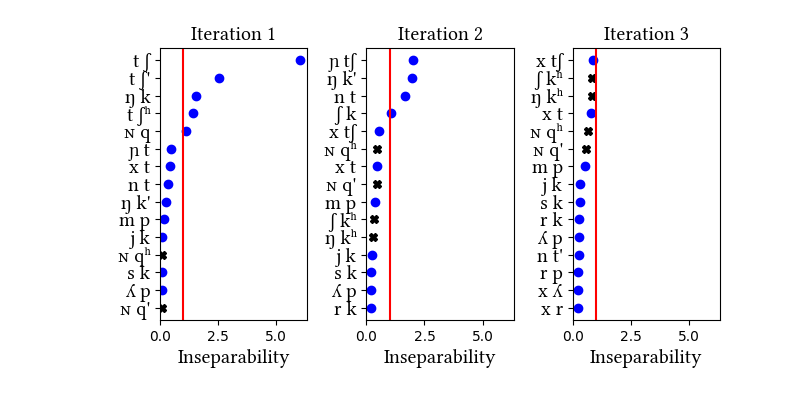 Iteration 1
t ʃ
t ʃ'
ŋ k
t ʃʰ
ɴ q
ɲ t
x t
n t
ŋ k'
m p
j k
ɴ qʰ
s k
ʎ p
ɴ q'
0.0 2.5 5.0
Inseparability
Iteration 2
ɲ tʃ
ŋ k'
n t
ʃ k
x tʃ
ɴ qʰ
x t
ɴ q'
m p
ʃ kʰ
ŋ kʰ
j k
s k
ʎ p
r k
0.0 2.5 5.0
Inseparability
Iteration 3
x tʃ
ʃ kʰ
ŋ kʰ
x t
ɴ qʰ
ɴ q'
m p
j k
s k
r k
ʎ p
n t'
r p
x ʎ
x r
0.0 2.5 5.0
Inseparability